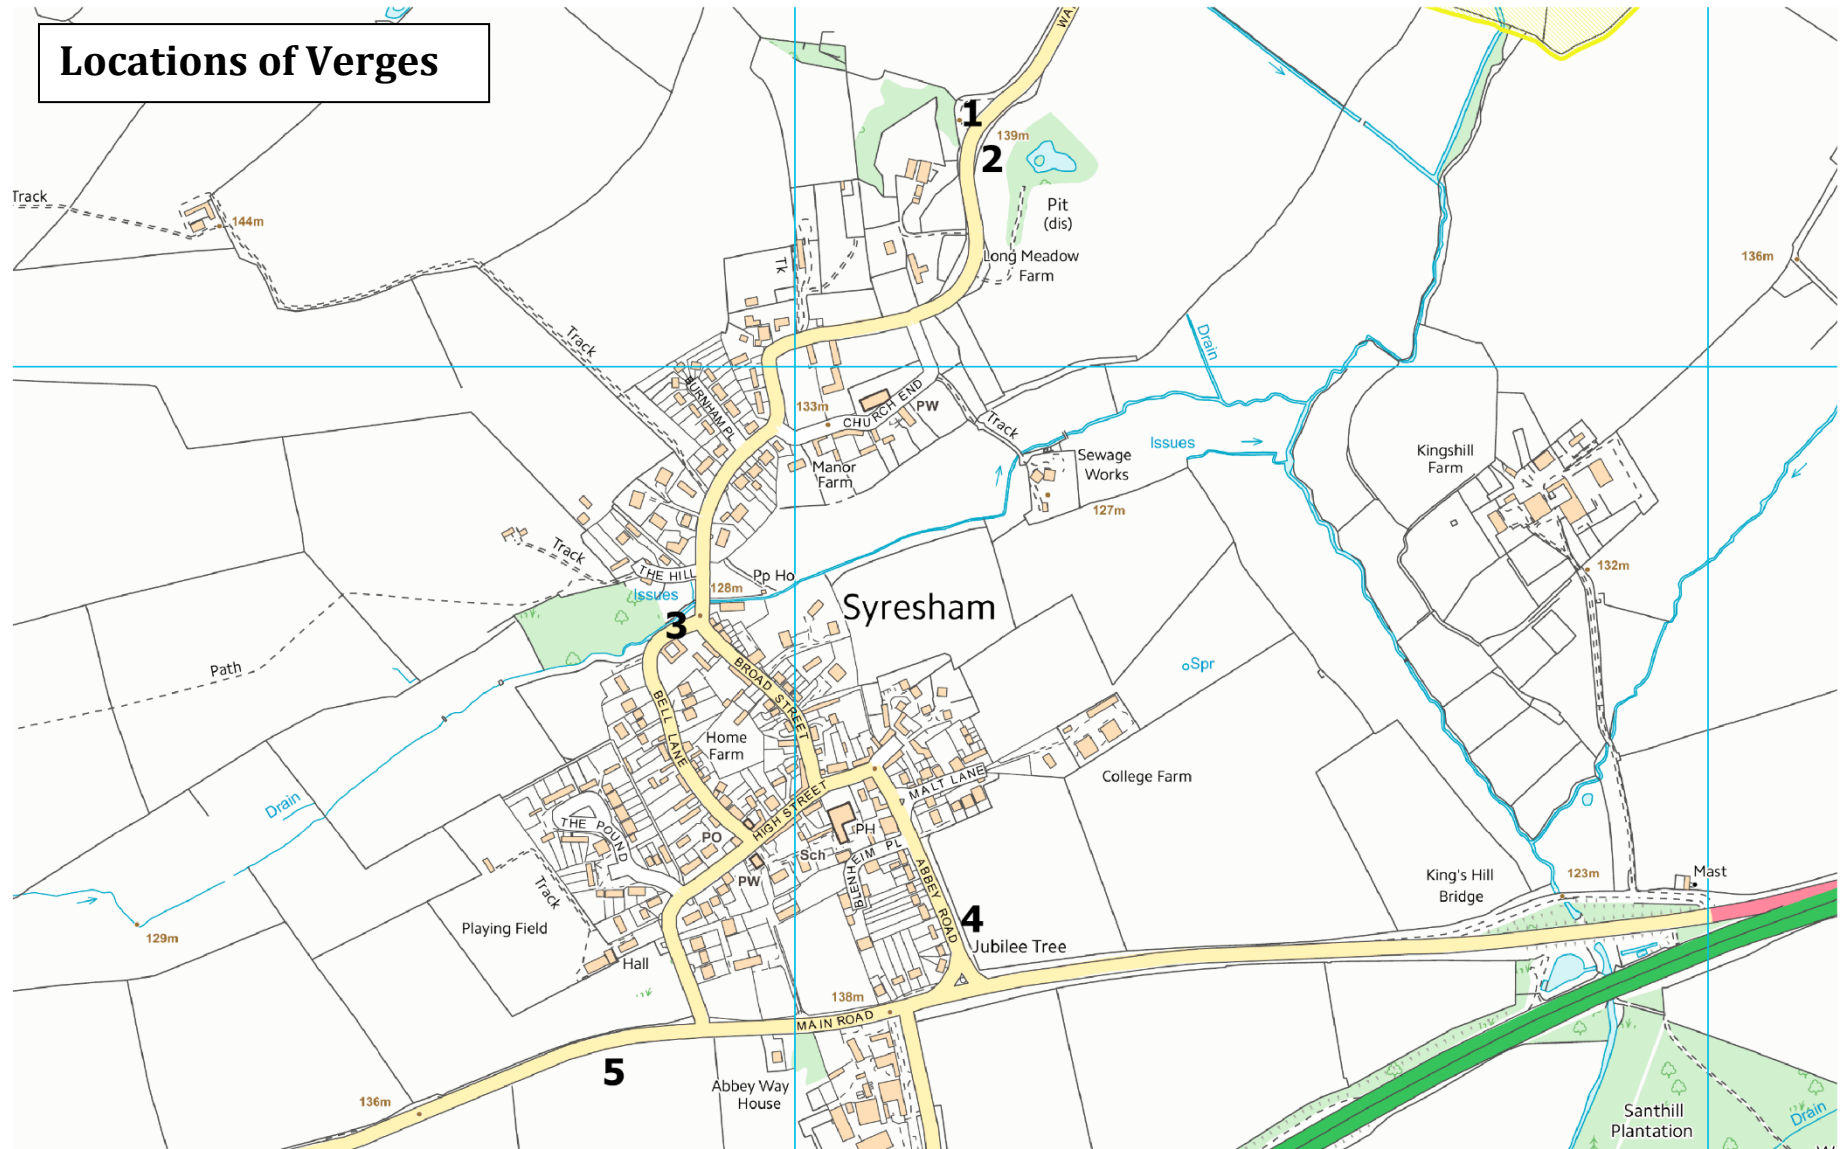 Locations of Verges
WA
1
139m
2
Track
144m
Pit
(dis)
Tk
Long Meadow
Farm
136m
Track
Drain
BURNHAM PL
133m
CHURCH END
PW
Track
Issues
Manor
Farm
Sewage
Works
Kingshill
Farm
127m
Track
THE HILL
128m
Pp Ho
132m
Issues
Syresham
3
Path
BROAD STREET
Spr
BELL LANE
Home
Farm
College Farm
MALT LANE
Drain
HIGH STREET
THE POUND
PO
PH
Sch
BLENHEIM PL
ABBEY ROAD
PW
King's Hill
Bridge
123m
Mast
Track
Playing Field
129m
4
Jubilee Tree
Hall
138m
MAIN ROAD
5
Abbey Way
House
136m
Santhill
Plantation
Drain